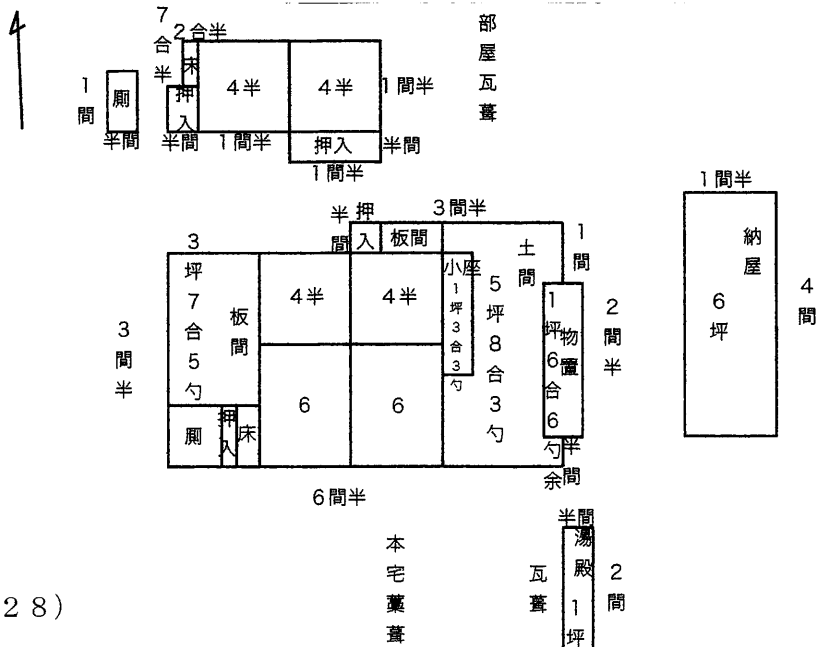 部屋瓦葺
7合半
2合半
床
押入
4半
4半
1間半
1間
厠
半間
半間
1間半
押入
半間
1間半
1間半
納屋
6坪
4間
半間
押入
板間
3間半
土間
1間
3坪7合5勺
板間
4半
4半
小座
1坪3合3勺
5坪8合3勺
1坪6合6勺余
物置
2間半
3間半
6
6
厠
押入
床
半間
6間半
本宅藁葺
半間
湯殿
1坪
瓦葺
2間
28)